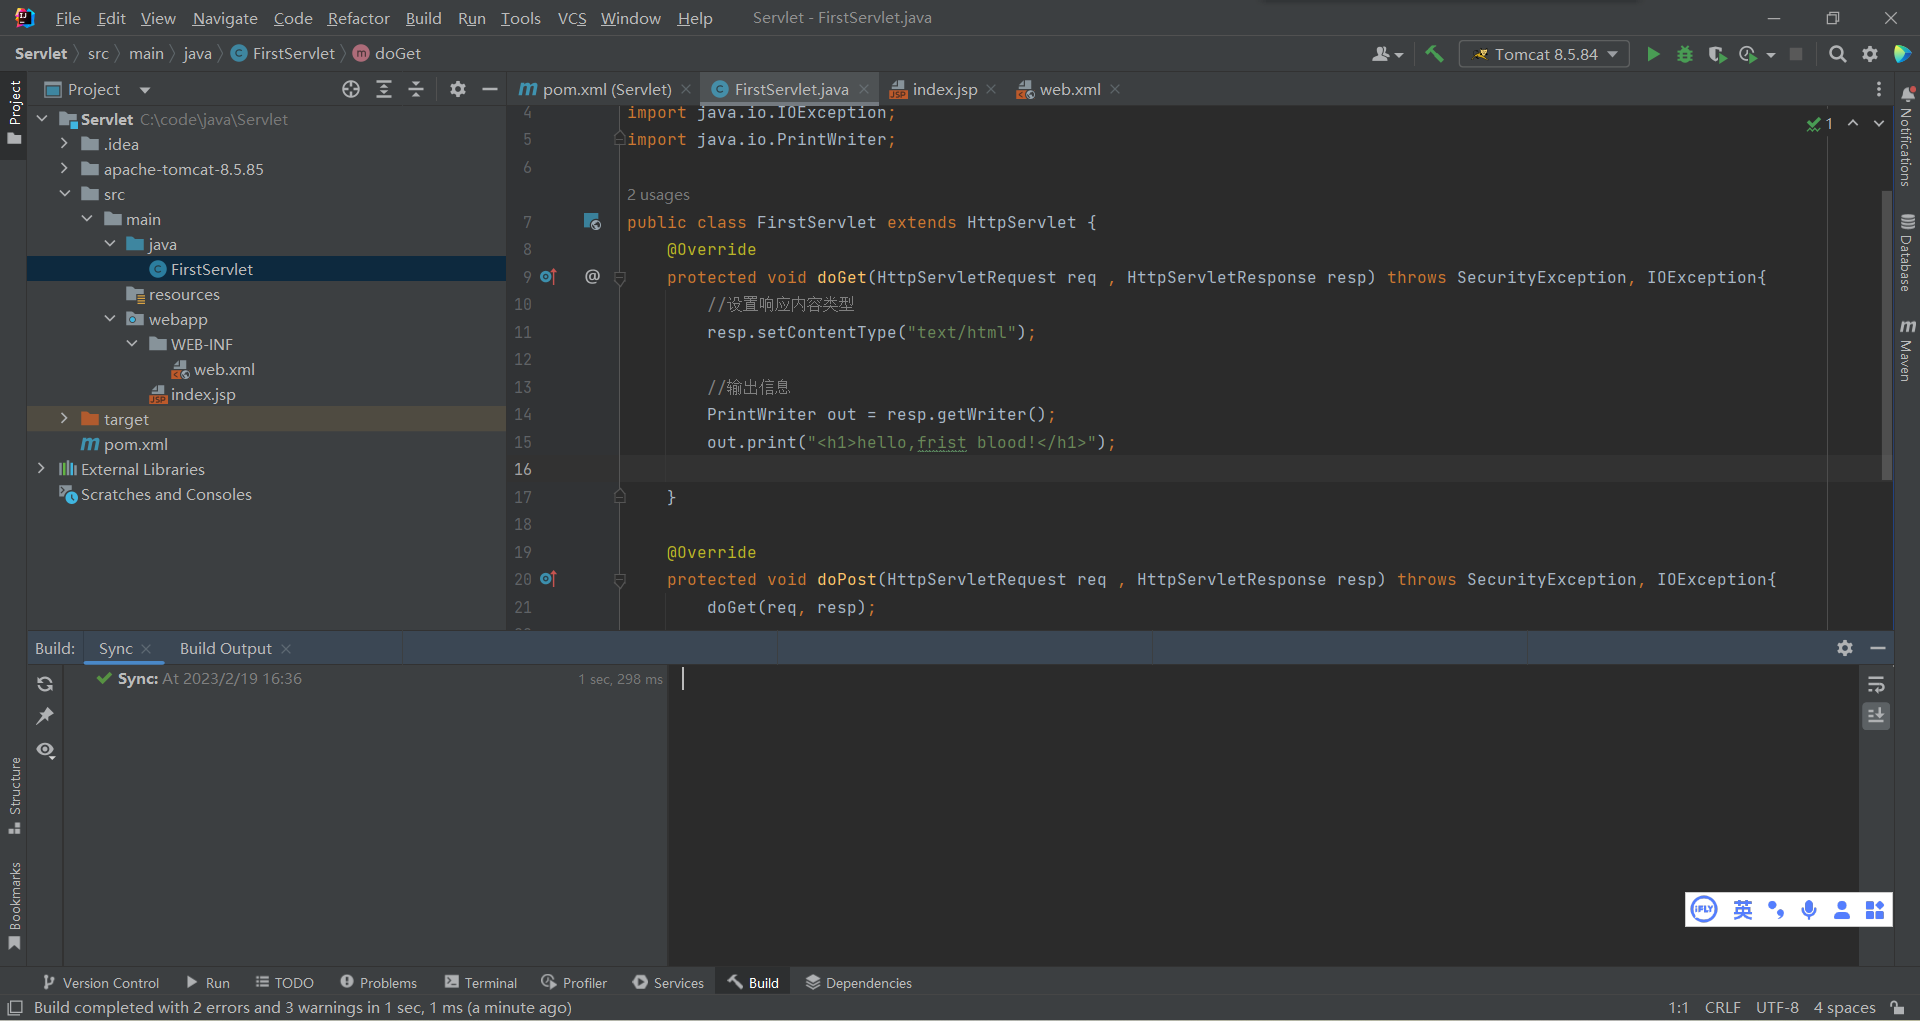 File Edit View Navigate Code Refactor Build Run Tools VCS Window Help Servlet - FirstServlet.java
Servlet src main java FirstServlet doGet Tomcat 8.5.84
Project
Project
Servlet C:\code\java\Servlet
.idea
apache-tomcat-8.5.85
src
main
java
FirstServlet
resources
webapp
WEB-INF
web.xml
index.jsp
target
pom.xml
External Libraries
Scratches and Consoles
pom.xml (Servlet) FirstServlet.java index.jsp web.xml
1
4 import java.io.IOException;
5 import java.io.PrintWriter;
6
2 usages
7 public class FirstServlet extends HttpServlet {
8 @Override
9 @ protected void doGet(HttpServletRequest req , HttpServletResponse resp) throws SecurityException, IOException{
10 //设置响应内容类型
11 resp.setContentType("text/html");
12
13 //输出信息
14 PrintWriter out = resp.getWriter();
15 out.print("<h1>hello,frist blood!</h1>");
16
17 }
18
19 @Override
20 protected void doPost(HttpServletRequest req , HttpServletResponse resp) throws SecurityException, IOException{
21 doGet(req, resp);
Notifications
Database
Maven
Build: Sync Build Output
Sync: At 2023/2/19 16:36 1 sec, 298 ms
Structure
Bookmarks
iFLY 英
Version Control Run TODO Problems Terminal Profiler Services Build Dependencies
Build completed with 2 errors and 3 warnings in 1 sec, 1 ms (a minute ago) 1:1 CRLF UTF-8 4 spaces